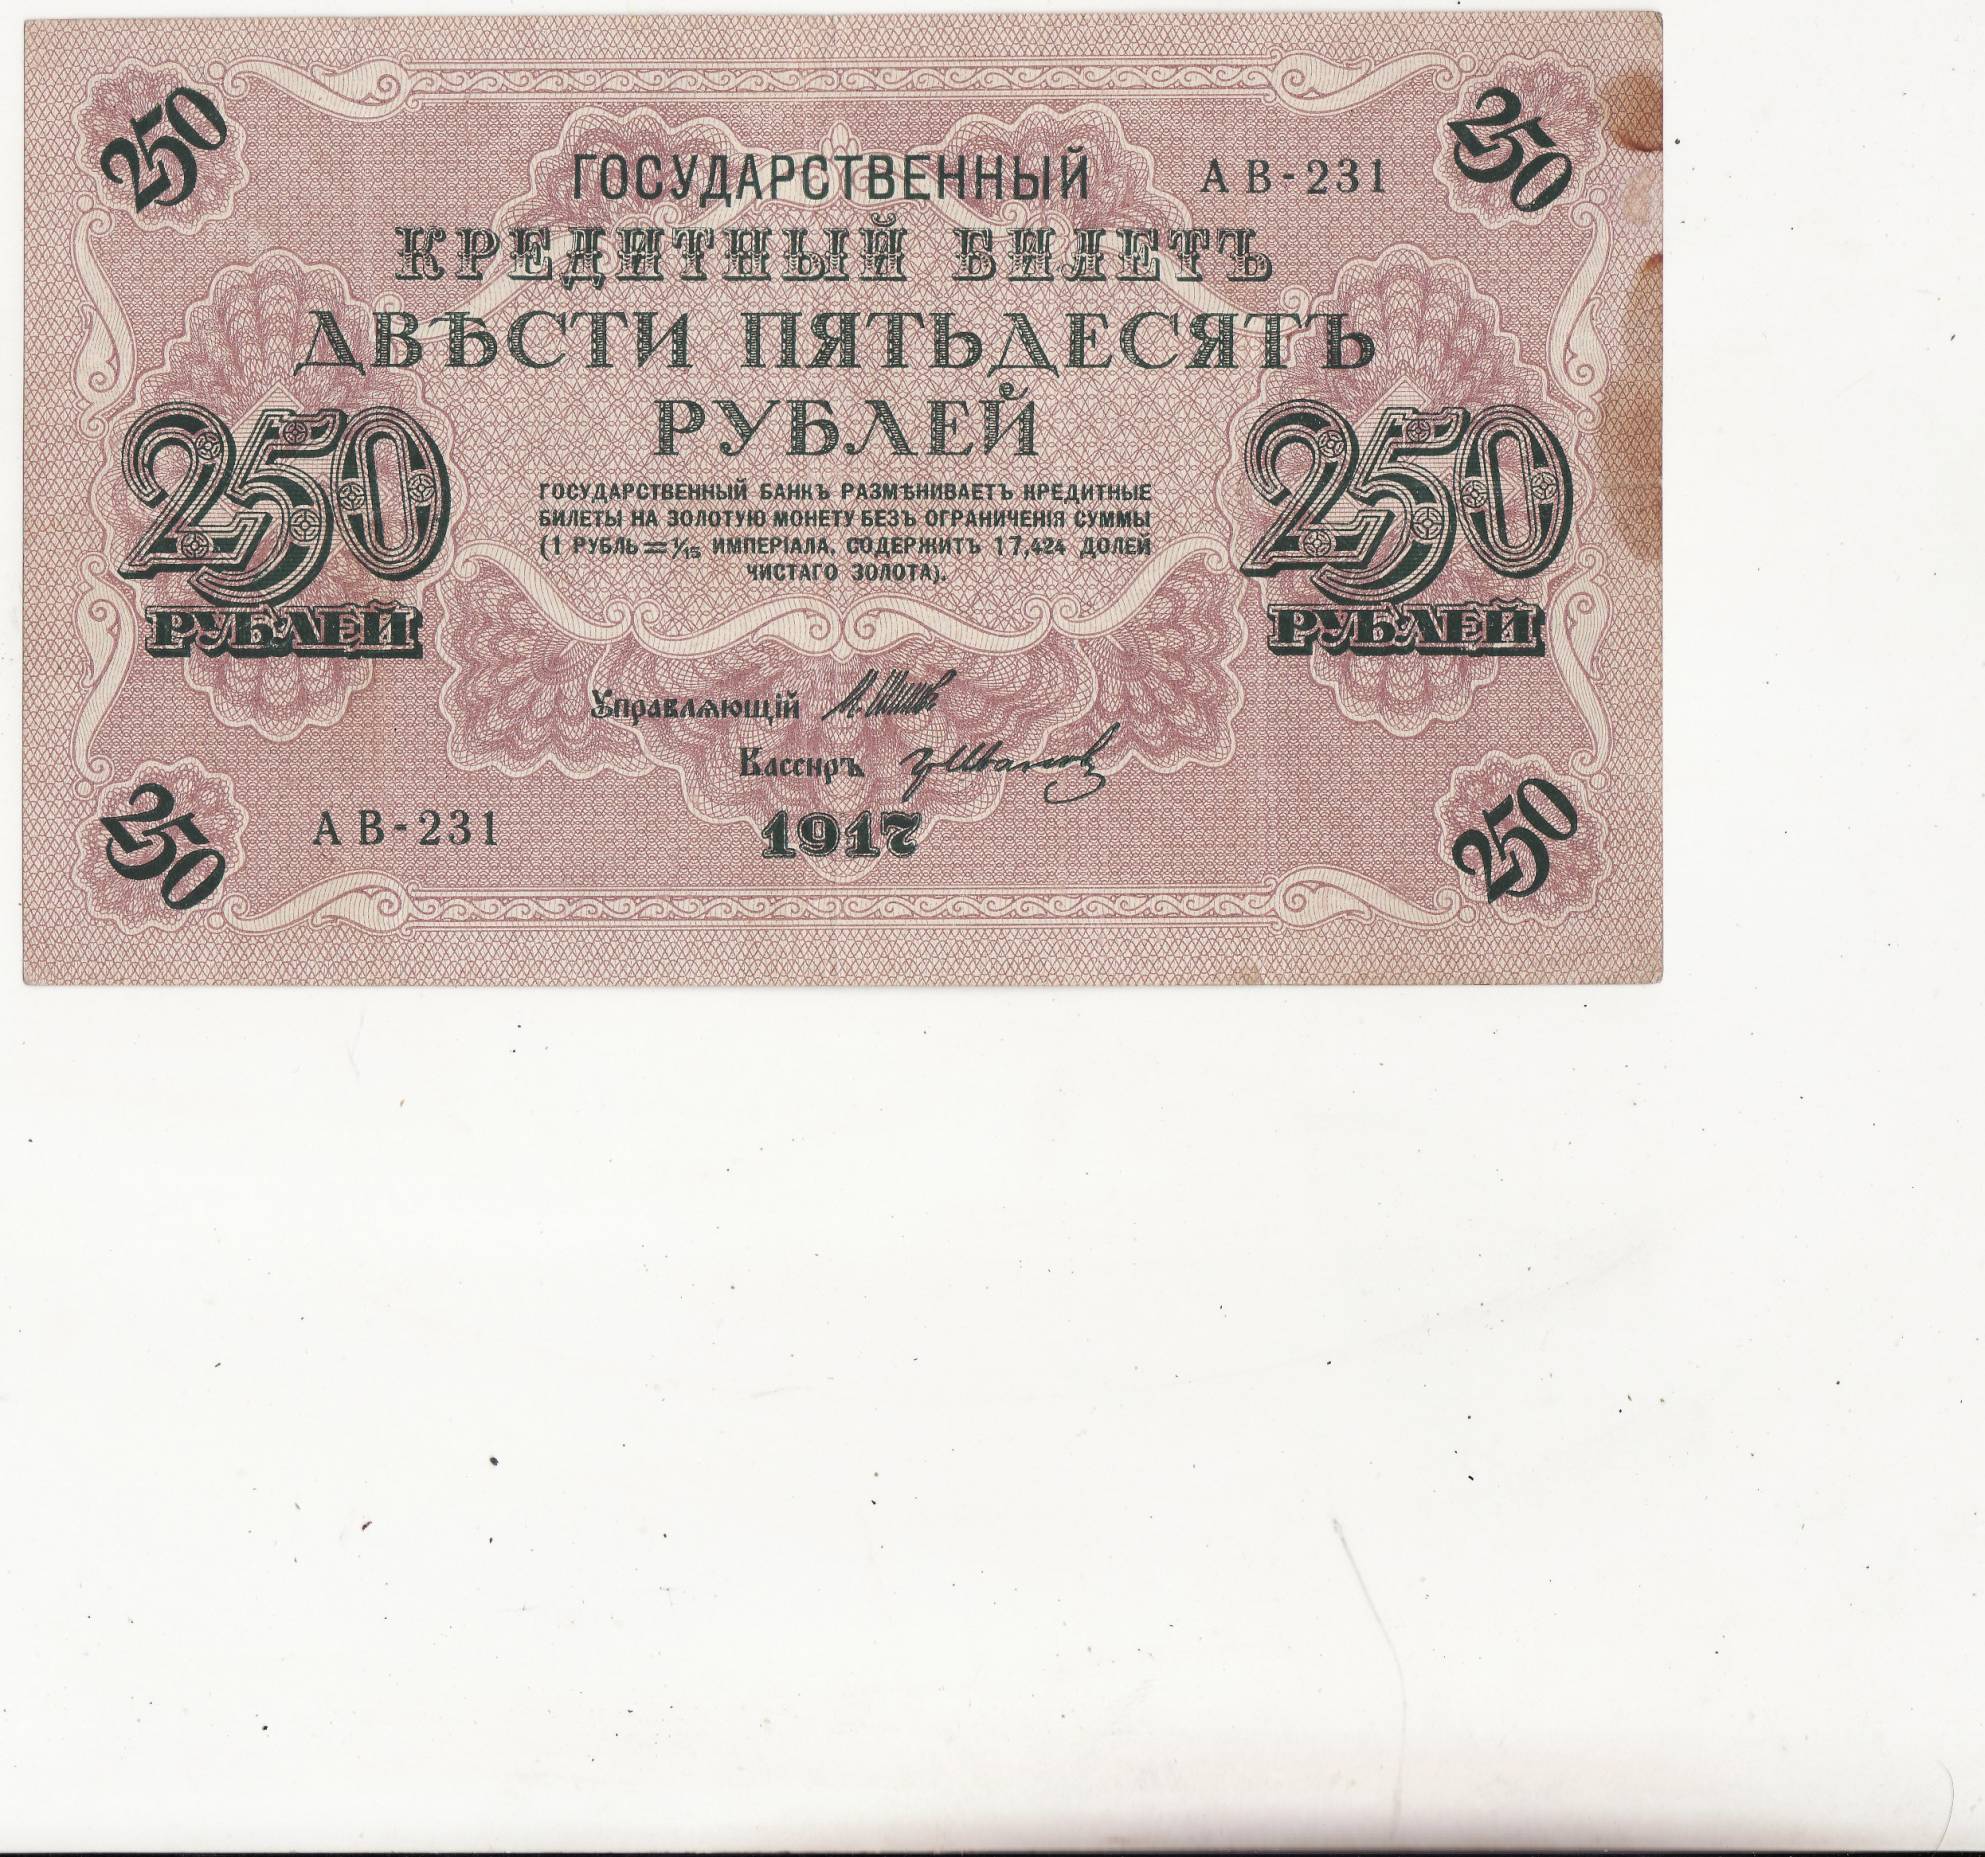 250
250
ГОСУДАРСТВЕННЫЙ
АВ-231
КРЕДИТНЫЙ БИЛЕТЪ
ДВѢСТИ ПЯТЬДЕСЯТЪ
РУБЛЕЙ
250
РУБЛЕЙ
250
РУБЛЕЙ
ГОСУДАРСТВЕННЫЙ БАНКЪ РАЗМѢНИВАЕТЪ КРЕДИТНЫЕ
БИЛЕТЫ НА ЗОЛОТУЮ МОНЕТУ БЕЗЪ ОГРАНИЧЕНІЯ СУММЫ
(1 РУБЛЬ = 1/15 ИМПЕРІАЛА, СОДЕРЖИТЪ 17,424 ДОЛЕЙ
ЧИСТАГО ЗОЛОТА).
Управляющій
Кассиръ
АВ-231
1917
250
250